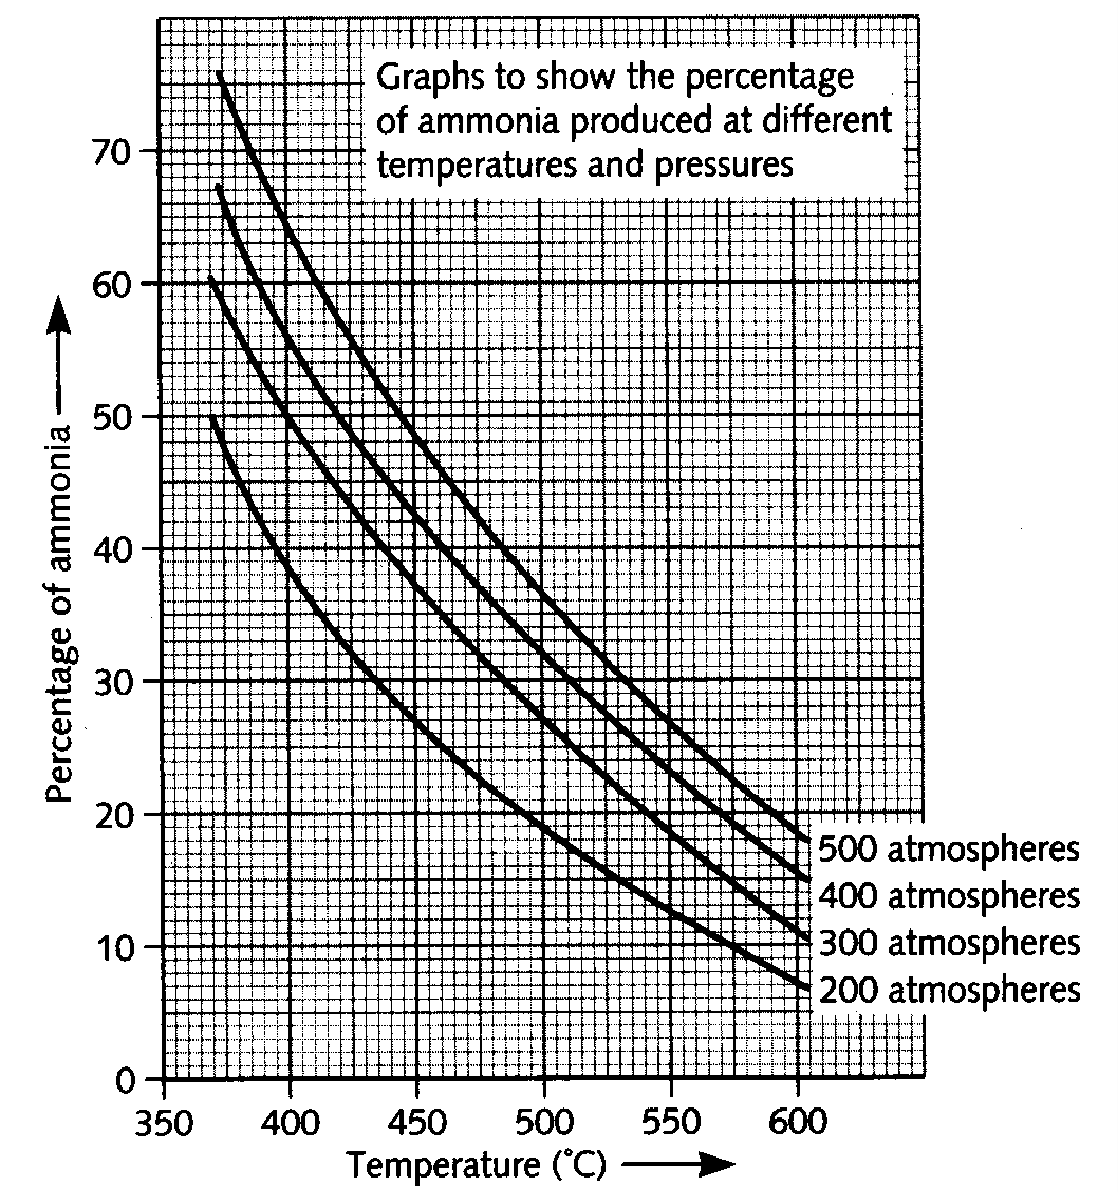 Graphs to show the percentage
of ammonia produced at different
temperatures and pressures
Percentage of ammonia
70
60
50
40
30
20
10
0
350 400 450 500 550 600
Temperature (°C)
500 atmospheres
400 atmospheres
300 atmospheres
200 atmospheres